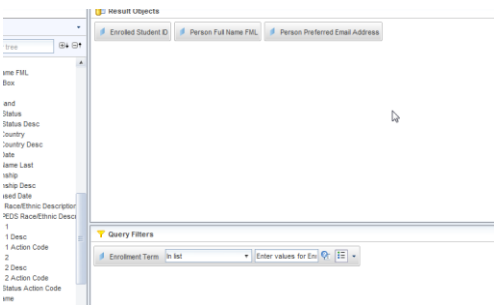 Result Objects
Enrolled Student ID Person Full Name FML Person Preferred Email Address
tree
ame FML
Box
and
Status
Status Desc
Country
Country Desc
Date
Name Last
nship
nship Desc
used Date
Race/Ethnic Description
PEDS Race/Ethnic Descr
1
1 Desc
1 Action Code
2
2 Desc
2 Action Code
Status Action Code
ame
Query Filters
Enrollment Term In list Enter values for Enr